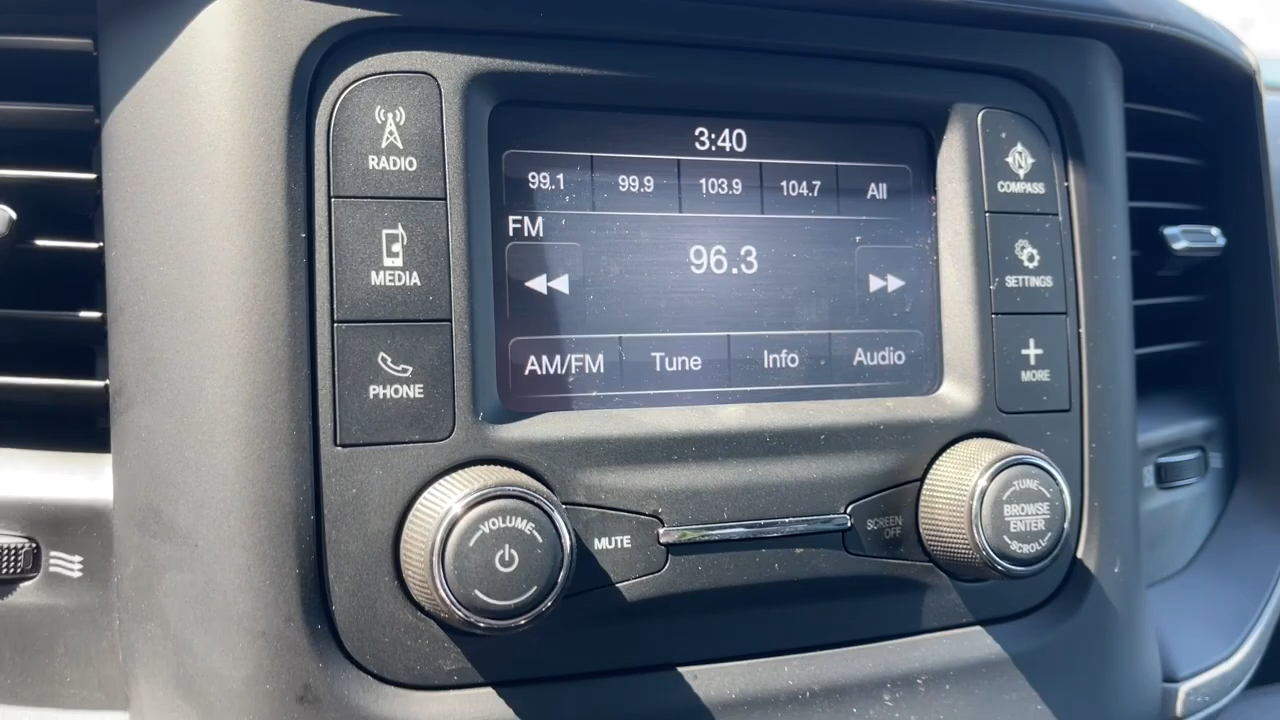 RADIO
MEDIA
PHONE
3:40
99.1 99.9 103.9 104.7 All
FM
96.3
AM/FM Tune Info Audio
N
COMPASS
SETTINGS
MORE
VOLUME
MUTE
SCREEN
OFF
TUNE
BROWSE
ENTER
SCROLL